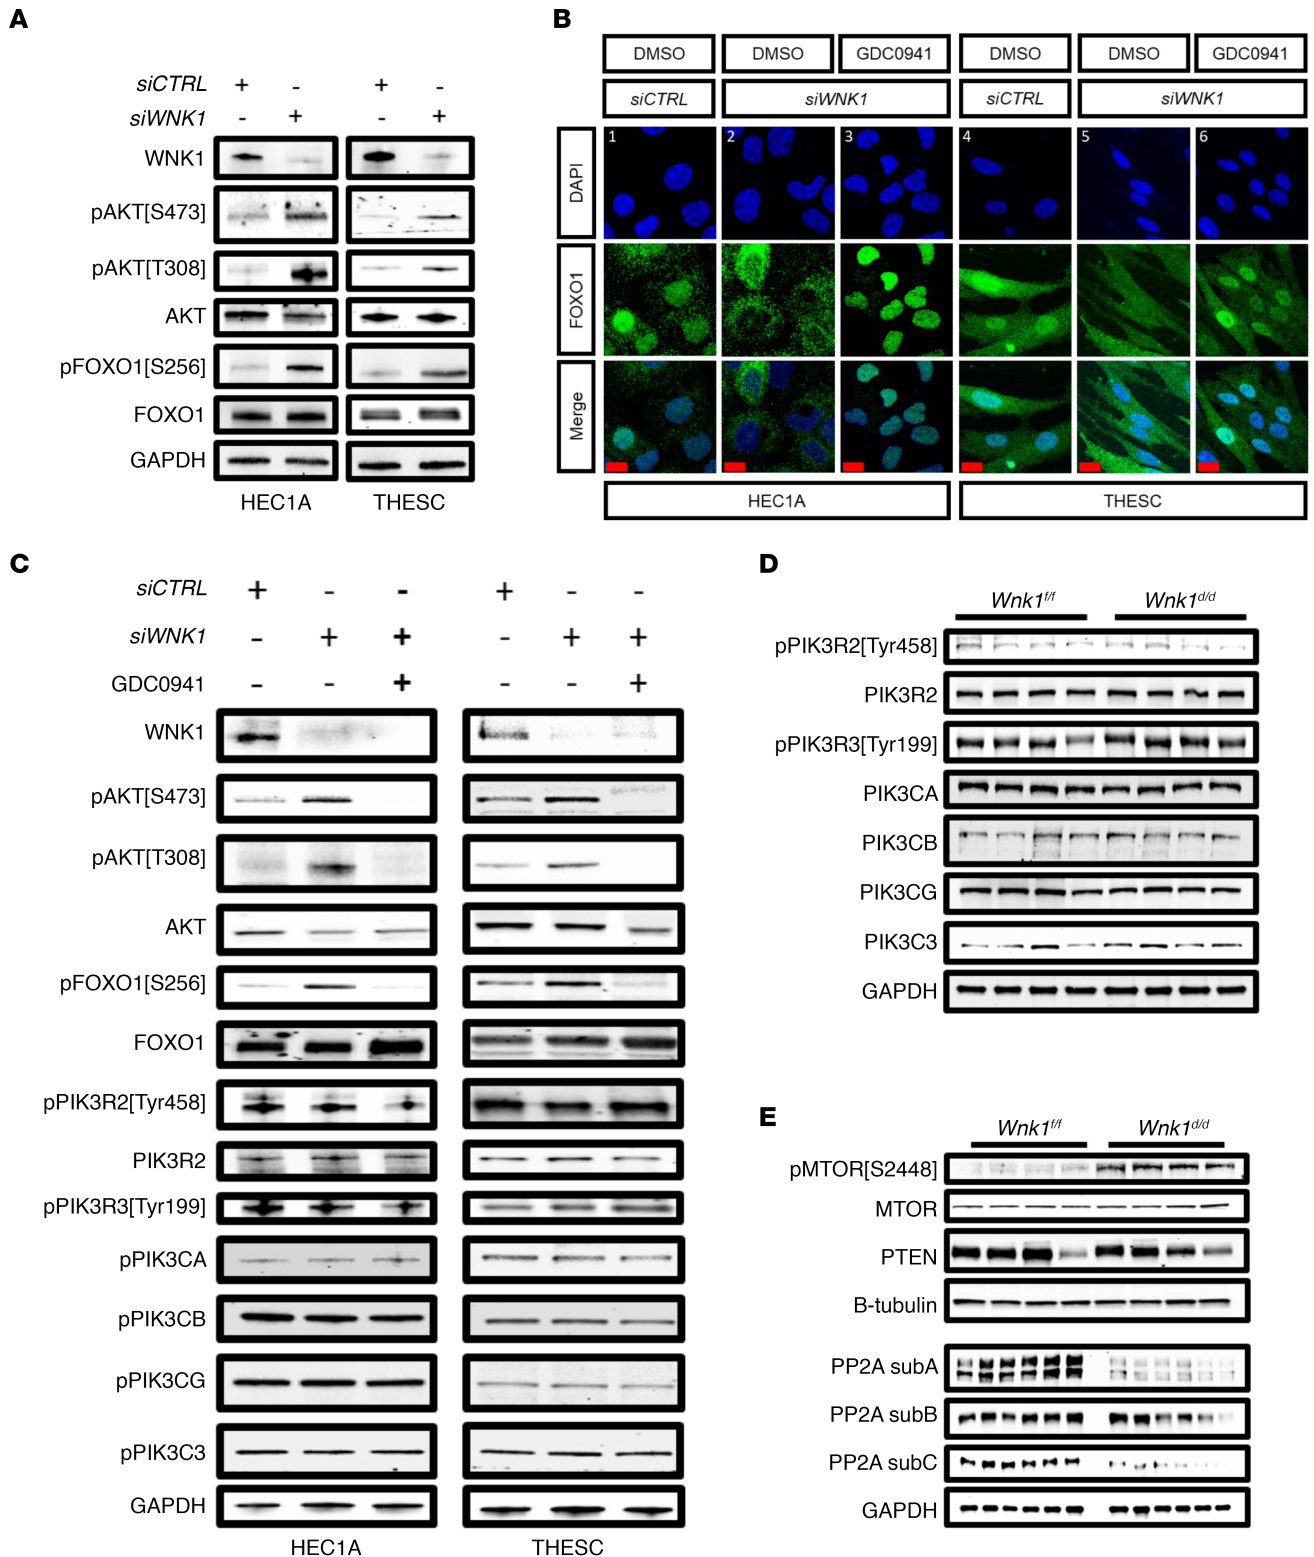 A
siCTRL + - + -
siWNK1 - + - +
WNK1
pAKT[S473]
pAKT[T308]
AKT
pFOXO1[S256]
FOXO1
GAPDH
HEC1A THESC
B
DMSO DMSO GDC0941 DMSO DMSO GDC0941
siCTRL siWNK1 siCTRL siWNK1
DAPI 1 2 3 4 5 6
FOXO1
Merge
HEC1A THESC
C
siCTRL + - - + - -
siWNK1 - + + - + +
GDC0941 - - + - - +
WNK1
pAKT[S473]
pAKT[T308]
AKT
pFOXO1[S256]
FOXO1
pPIK3R2[Tyr458]
PIK3R2
pPIK3R3[Tyr199]
pPIK3CA
pPIK3CB
pPIK3CG
pPIK3C3
GAPDH
HEC1A THESC
D
Wnk1f/f Wnk1d/d
pPIK3R2[Tyr458]
PIK3R2
pPIK3R3[Tyr199]
PIK3CA
PIK3CB
PIK3CG
PIK3C3
GAPDH
E
Wnk1f/f Wnk1d/d
pMTOR[S2448]
MTOR
PTEN
B-tubulin
PP2A subA
PP2A subB
PP2A subC
GAPDH